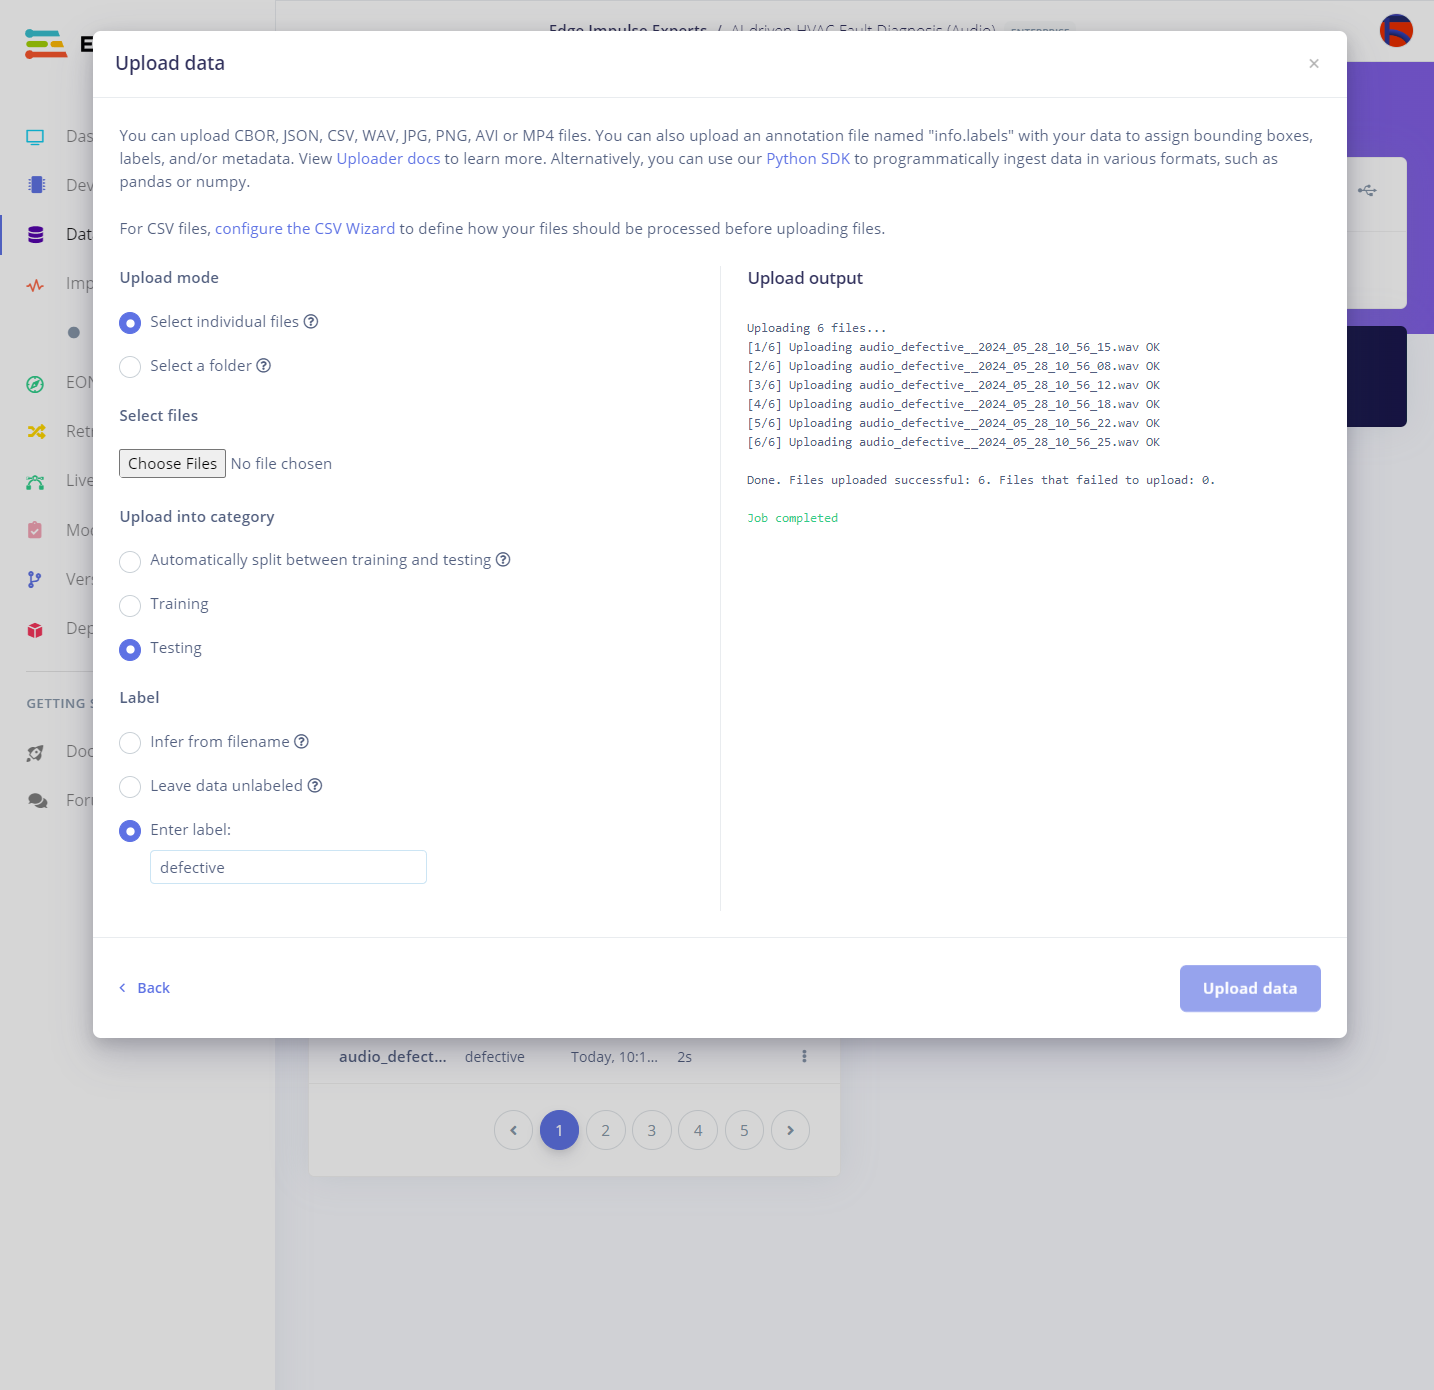 Edge Impulse Experts / AI-driven HVAC Fault Diagnosis (Audio) ENTERPRISE
E
Upload data
×
You can upload CBOR, JSON, CSV, WAV, JPG, PNG, AVI or MP4 files. You can also upload an annotation file named "info.labels" with your data to assign bounding boxes,
labels, and/or metadata. View Uploader docs to learn more. Alternatively, you can use our Python SDK to programmatically ingest data in various formats, such as
pandas or numpy.
For CSV files, configure the CSV Wizard to define how your files should be processed before uploading files.
Upload mode
Select individual files
Select a folder
Select files
Choose Files No file chosen
Upload into category
Automatically split between training and testing
Training
Testing
Label
Infer from filename
Leave data unlabeled
Enter label:
defective
Upload output
Uploading 6 files...
[1/6] Uploading audio_defective__2024_05_28_10_56_15.wav OK
[2/6] Uploading audio_defective__2024_05_28_10_56_08.wav OK
[3/6] Uploading audio_defective__2024_05_28_10_56_12.wav OK
[4/6] Uploading audio_defective__2024_05_28_10_56_18.wav OK
[5/6] Uploading audio_defective__2024_05_28_10_56_22.wav OK
[6/6] Uploading audio_defective__2024_05_28_10_56_25.wav OK
Done. Files uploaded successful: 6. Files that failed to upload: 0.
Job completed
Back
Upload data
Das
Dev
Dat
Imp
EON
Ret
Live
Mod
Vers
Dep
GETTING S
Doc
For
audio_defect... defective Today, 10:1... 2s
1 2 3 4 5